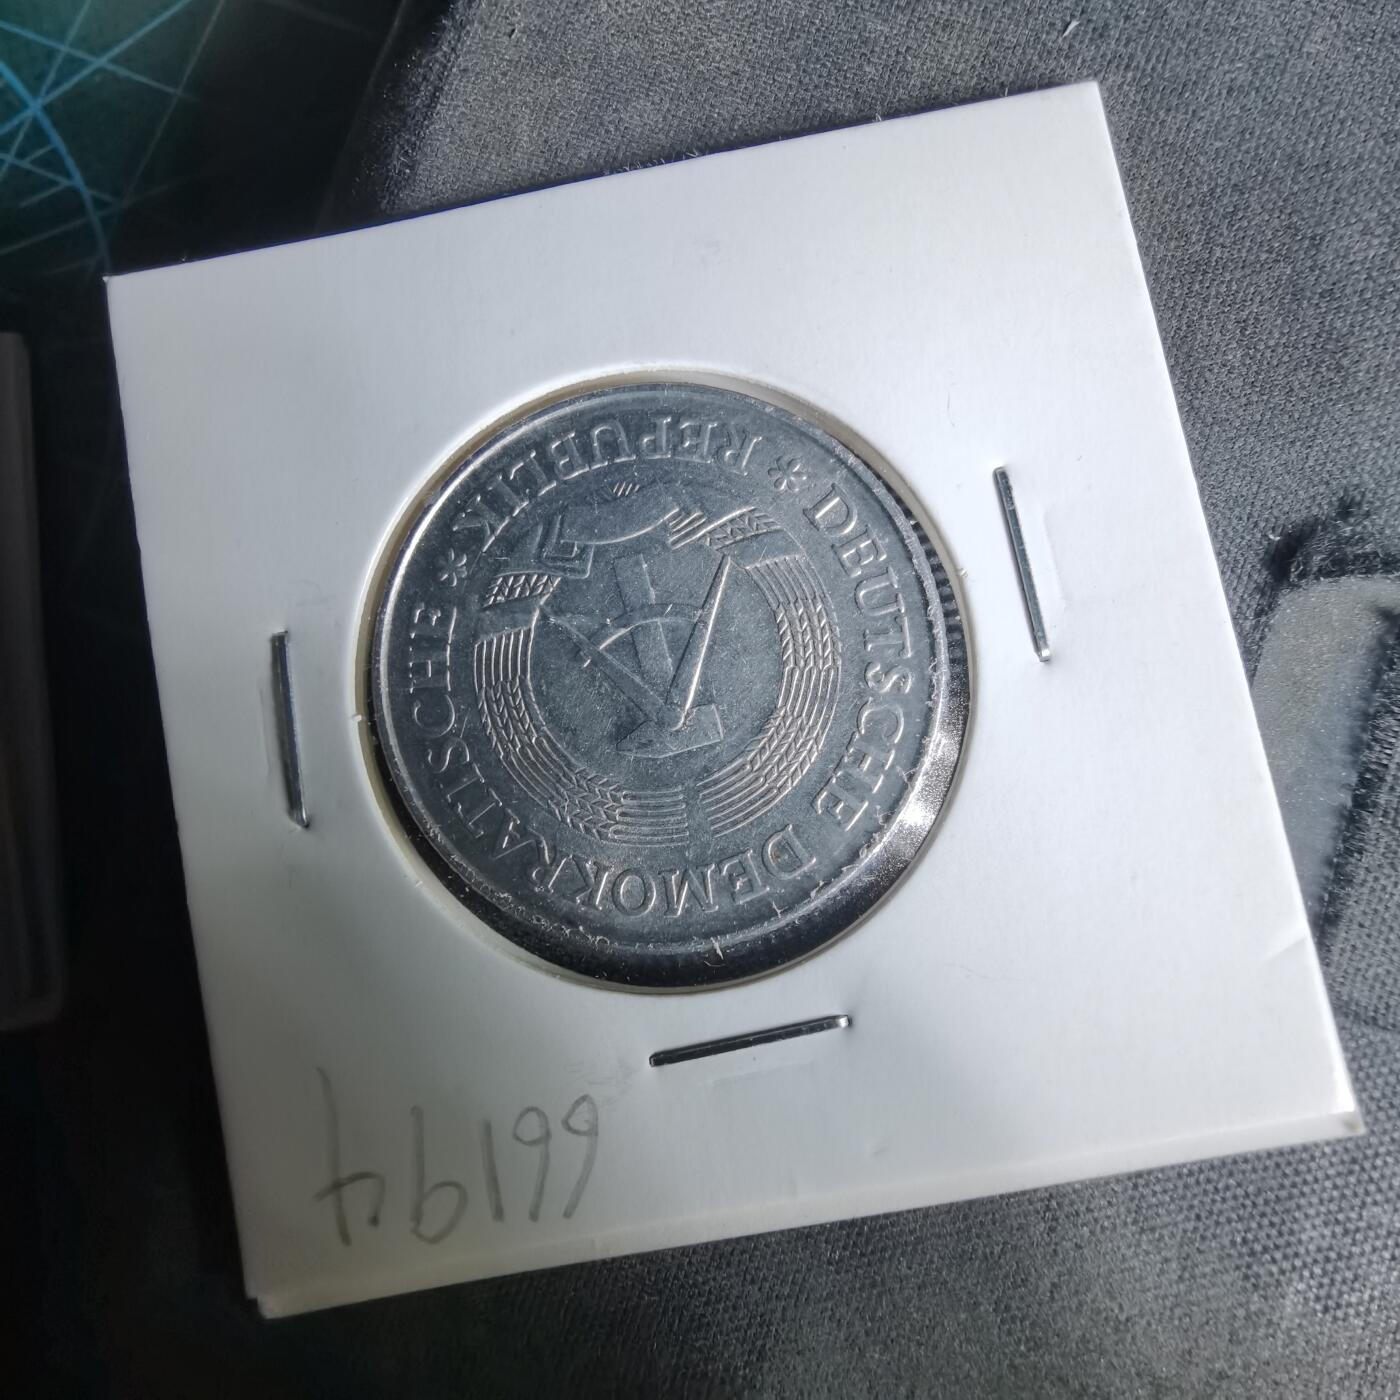 DEUTSCHE DEMOKRATISCHE
* REPUBLIK *
66194